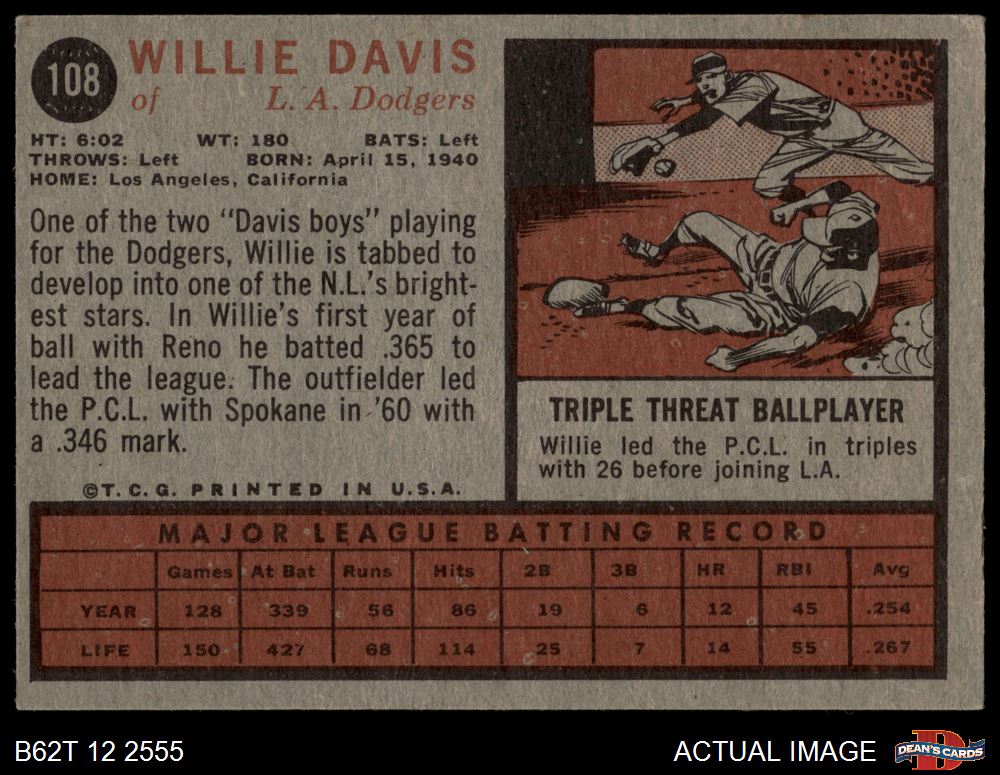 108
WILLIE DAVIS
of L. A. Dodgers
HT: 6:02 WT: 180 BATS: Left
THROWS: Left BORN: April 15, 1940
HOME: Los Angeles, California
One of the two "Davis boys" playing
for the Dodgers, Willie is tabbed to
develop into one of the N.L.'s bright-
est stars. In Willie's first year of
ball with Reno he batted .365 to
lead the league. The outfielder led
the P.C.L. with Spokane in '60 with
a .346 mark.
©T.C.G. PRINTED IN U.S.A.
TRIPLE THREAT BALLPLAYER
Willie led the P.C.L. in triples
with 26 before joining L.A.
MAJOR LEAGUE BATTING RECORD
Games At Bat Runs Hits 2B 3B HR RBI Avg
YEAR 128 339 56 86 19 6 12 45 .254
LIFE 150 427 68 114 25 7 14 55 .267
B62T 12 2555
ACTUAL IMAGE
D
DEAN'S CARDS